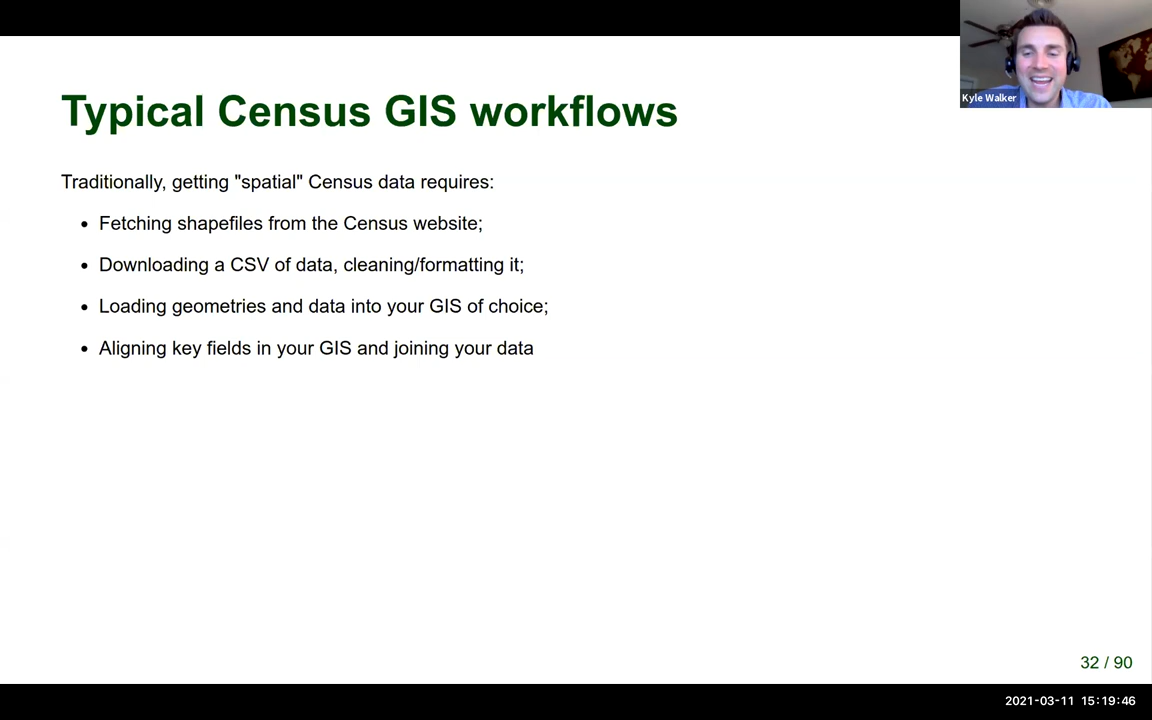 Kyle Walker
Typical Census GIS workflows
Traditionally, getting "spatial" Census data requires:
• Fetching shapefiles from the Census website;
• Downloading a CSV of data, cleaning/formatting it;
• Loading geometries and data into your GIS of choice;
• Aligning key fields in your GIS and joining your data
32 / 90
2021-03-11 15:19:46